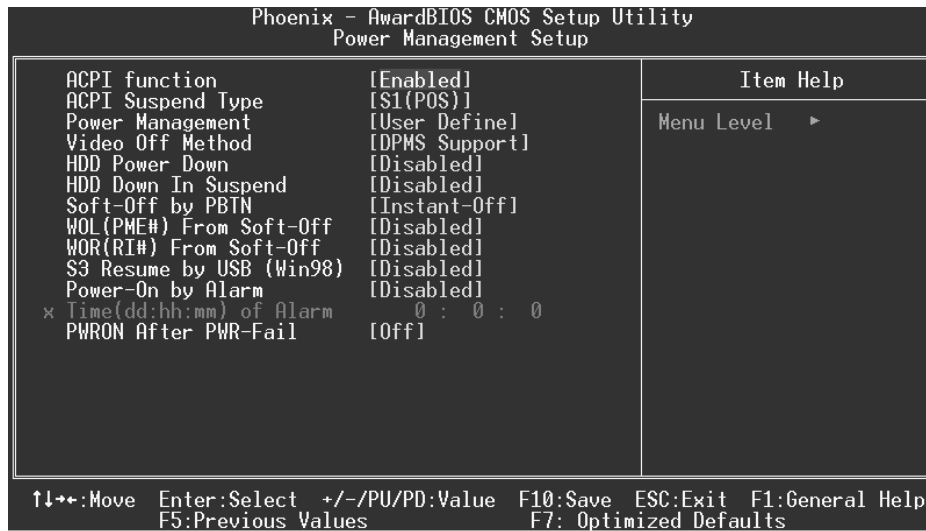 Phoenix - AwardBIOS CMOS Setup Utility
Power Management Setup
ACPI function [Enabled]
ACPI Suspend Type [S1(POS)]
Power Management [User Define]
Video Off Method [DPMS Support]
HDD Power Down [Disabled]
HDD Down In Suspend [Disabled]
Soft-Off by PBTN [Instant-Off]
WOL(PME#) From Soft-Off [Disabled]
WOR(RI#) From Soft-Off [Disabled]
S3 Resume by USB (Win98) [Disabled]
Power-On by Alarm [Disabled]
x Time(dd:hh:mm) of Alarm 0 : 0 : 0
PWRON After PWR-Fail [Off]
Item Help
Menu Level ►
↑↓→←:Move Enter:Select +/-/PU/PD:Value F10:Save ESC:Exit F1:General Help
F5:Previous Values F7: Optimized Defaults